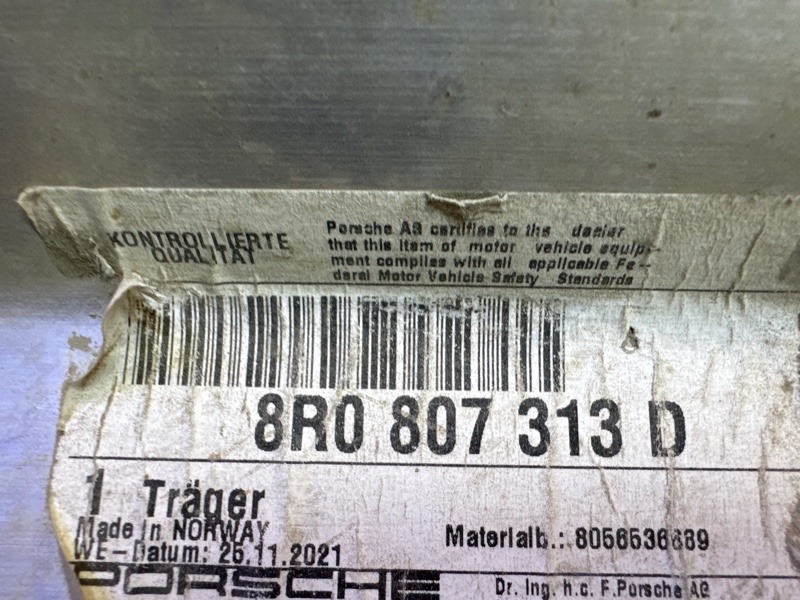 KONTROLLIERTE
QUALITAT
Porsche AG certifies to the dealer
that this item of motor vehicle equip-
ment complies with all applicable Fe-
deral Motor Vehicle Safety Standards
8R0 807 313 D
1 Träger
Made in NORWAY
WE-Datum: 25.11.2021
Materialb.: 8056536689
PORSCHE
Dr. Ing. h.c. F.Porsche AG